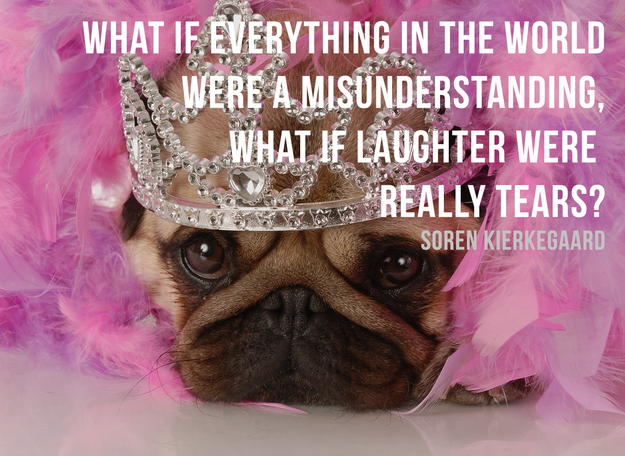 WHAT IF EVERYTHING IN THE WORLD
WERE A MISUNDERSTANDING,
WHAT IF LAUGHTER WERE
REALLY TEARS?
SOREN KIERKEGAARD